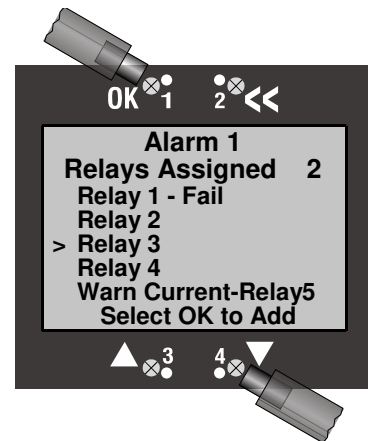 OK 1 2 <<
Alarm 1
Relays Assigned 2
Relay 1 - Fail
Relay 2
> Relay 3
Relay 4
Warn Current-Relay5
Select OK to Add
3 4